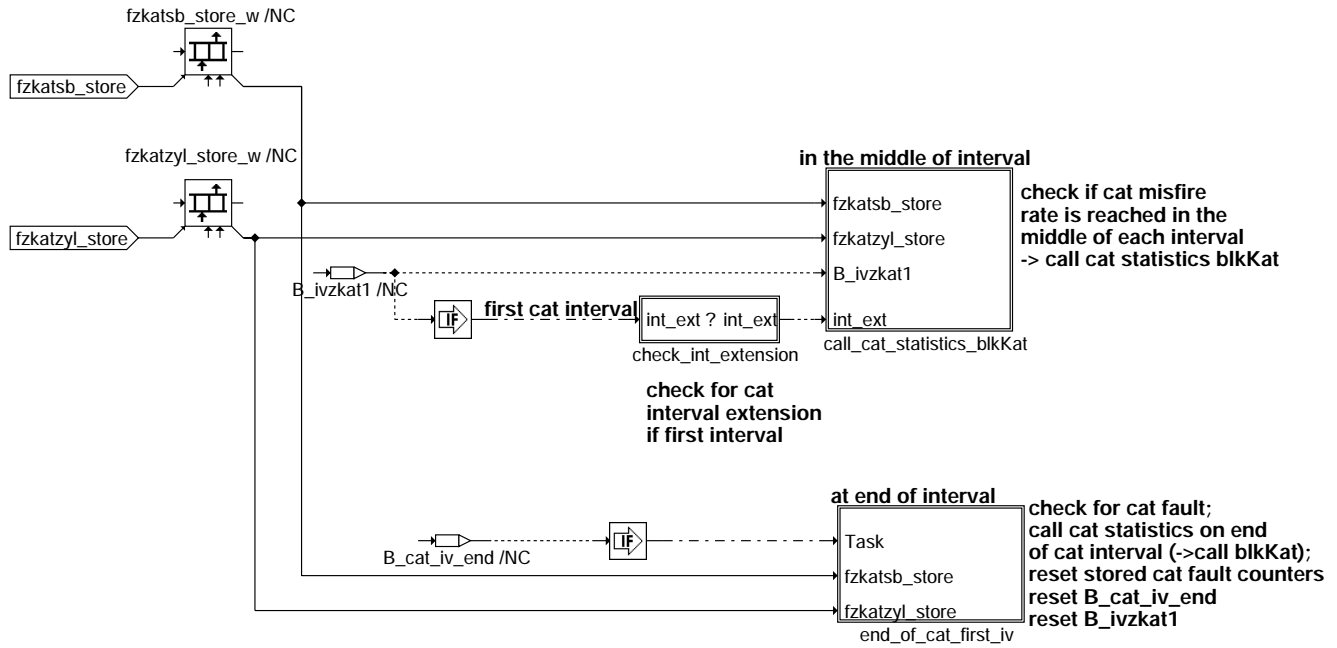 fzkatsb_store_w /NC
fzkatsb_store
fzkatzyl_store_w /NC
fzkatzyl_store
in the middle of interval
fzkatsb_store
fzkatzyl_store
B_ivzkat1
int_ext
call_cat_statistics_blkKat
check if cat misfire
rate is reached in the
middle of each interval
-> call cat statistics blkKat
B_ivzkat1 /NC
IF
first cat interval
int_ext ? int_ext
check_int_extension
check for cat
interval extension
if first interval
at end of interval
B_cat_iv_end /NC
IF
Task
fzkatsb_store
fzkatzyl_store
end_of_cat_first_iv
check for cat fault;
call cat statistics on end
of cat interval (->call blkKat);
reset stored cat fault counters
reset B_cat_iv_end
reset B_ivzkat1